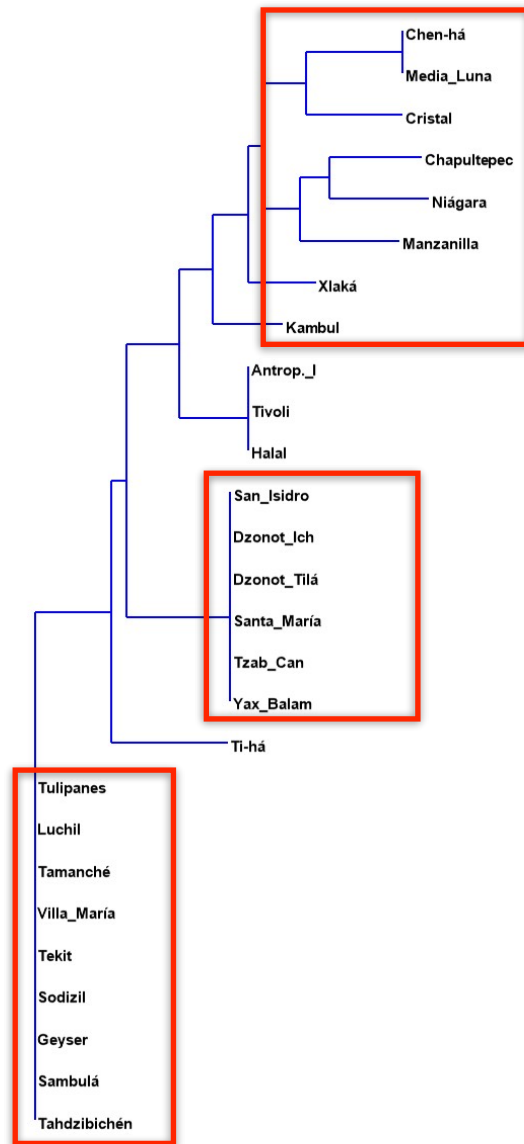 Chen-há
Media_Luna
Cristal
Chapultepec
Niágara
Manzanilla
Xlaká
Kambul
Antrop._I
Tivoli
Halal
San_Isidro
Dzonot_Ich
Dzonot_Tilá
Santa_María
Tzab_Can
Yax_Balam
Ti-há
Tulipanes
Luchil
Tamanché
Villa_María
Tekit
Sodizil
Geyser
Sambulá
Tahdzibichén